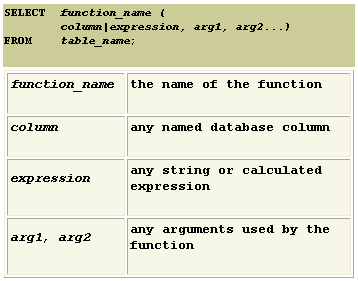 SELECT function_name (
column|expression, arg1, arg2...)
FROM table_name;
function_name the name of the function
column any named database column
expression any string or calculated
expression
arg1, arg2 any arguments used by the
function